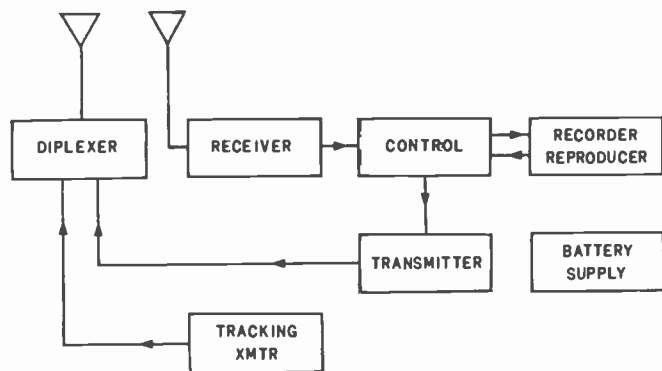 DIPLEXER
RECEIVER
CONTROL
RECORDER
REPRODUCER
TRANSMITTER
BATTERY
SUPPLY
TRACKING
XMTR